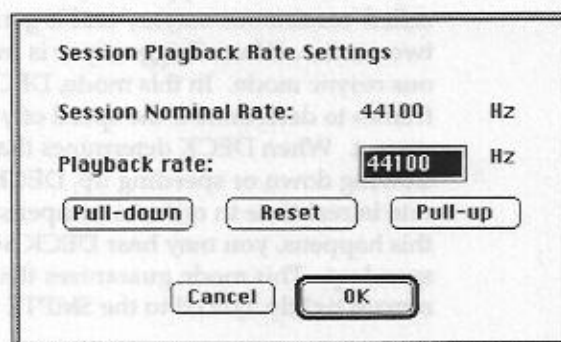 Session Playback Rate Settings
Session Nominal Rate: 44100 Hz
Playback rate: 44100 Hz
Pull-down Reset Pull-up
Cancel OK